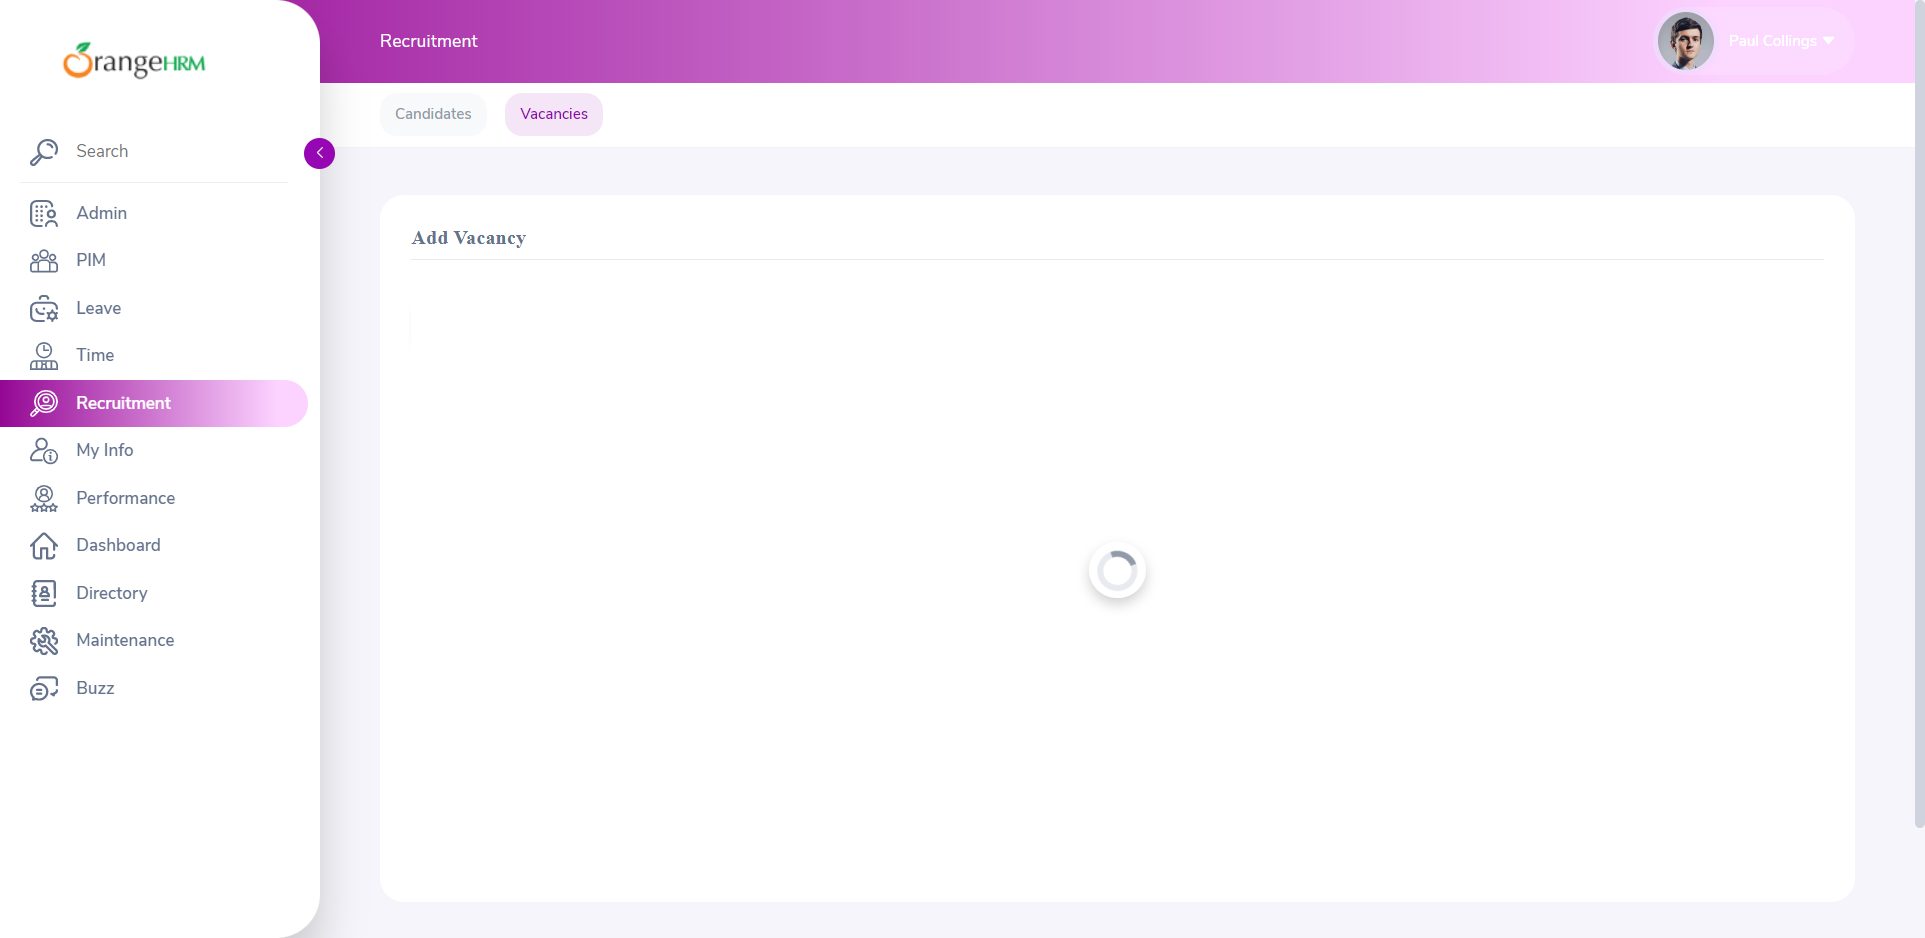 OrangeHRM
Recruitment
Paul Collings
Candidates
Vacancies
Search
Admin
PIM
Leave
Time
Recruitment
My Info
Performance
Dashboard
Directory
Maintenance
Buzz
Add Vacancy